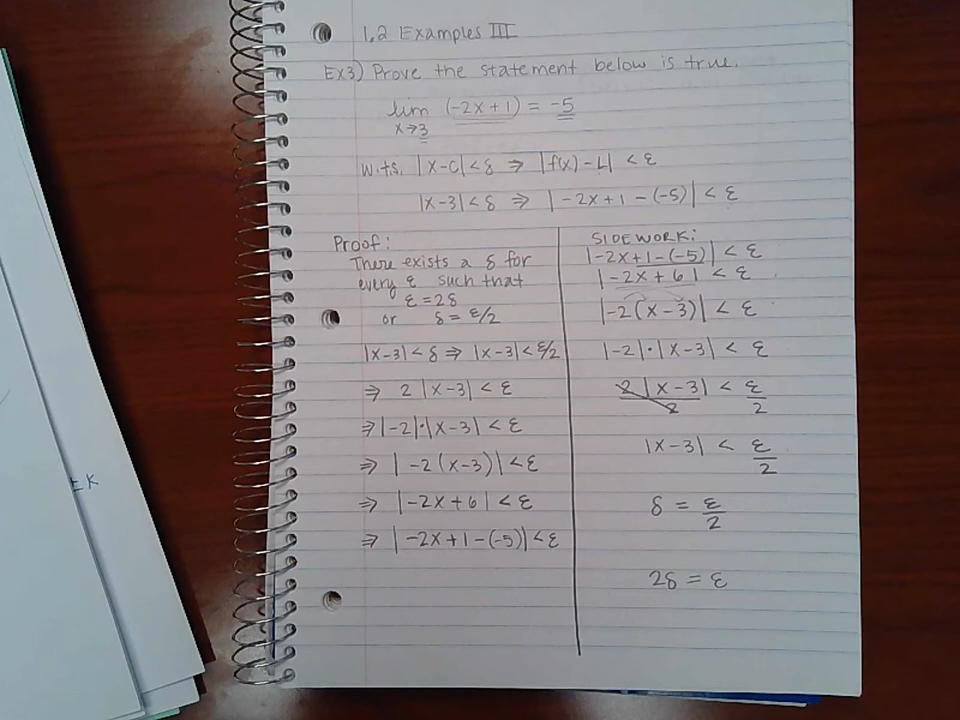 1.2 Examples III
Ex3) Prove the statement below is true.
lim (-2x+1) = -5
x→3
w.t.s. |x-c|<δ ⇒ |f(x)-L| <ε
|x-3|<δ ⇒ |-2x+1-(-5)|<ε
Proof:
There exists a δ for
every ε such that
ε=2δ
or δ=ε/2
|x-3|<δ ⇒ |x-3|<ε/2
⇒ 2|x-3|<ε
⇒|-2|·|x-3|<ε
⇒ |-2(x-3)|<ε
⇒ |-2x+6|<ε
⇒ |-2x+1-(-5)|<ε
SIDEWORK:
|-2x+1-(-5)|<ε
|-2x+6|<ε
|-2(x-3)|<ε
|-2|·|x-3|<ε
2|x-3| < ε
2 2
|x-3| < ε
2
δ = ε
2
2δ = ε
EK